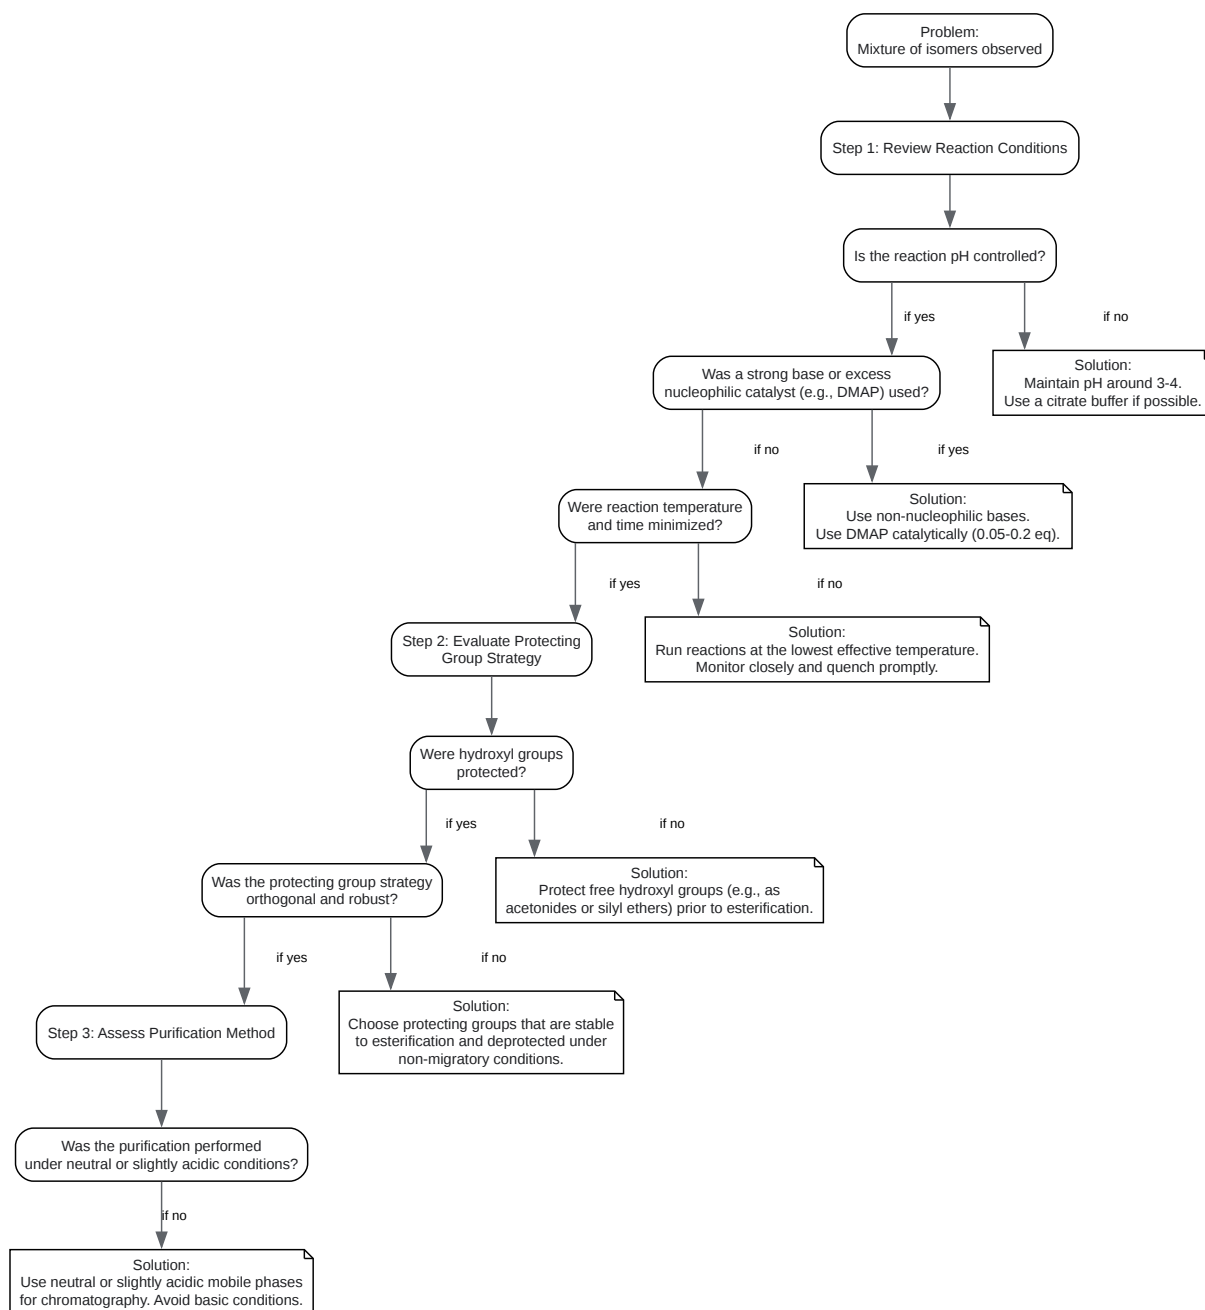 Problem:
Mixture of isomers observed
Step 1: Review Reaction Conditions
Is the reaction pH controlled?
if yes
if no
Was a strong base or excess
nucleophilic catalyst (e.g., DMAP) used?
Solution:
Maintain pH around 3-4.
Use a citrate buffer if possible.
if no
if yes
Were reaction temperature
and time minimized?
Solution:
Use non-nucleophilic bases.
Use DMAP catalytically (0.05-0.2 eq).
if yes
if no
Step 2: Evaluate Protecting
Group Strategy
Solution:
Run reactions at the lowest effective temperature.
Monitor closely and quench promptly.
Were hydroxyl groups
protected?
if yes
if no
Was the protecting group strategy
orthogonal and robust?
Solution:
Protect free hydroxyl groups (e.g., as
acetonides or silyl ethers) prior to esterification.
if yes
if no
Step 3: Assess Purification Method
Solution:
Choose protecting groups that are stable
to esterification and deprotected under
non-migratory conditions.
Was the purification performed
under neutral or slightly acidic conditions?
if no
Solution:
Use neutral or slightly acidic mobile phases
for chromatography. Avoid basic conditions.